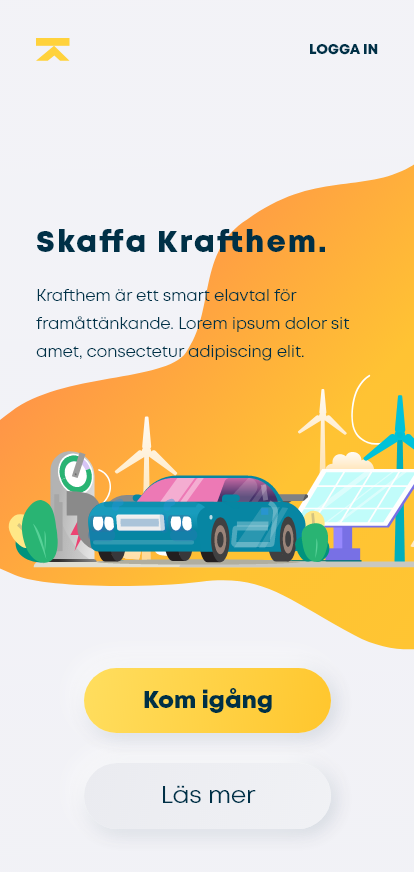 LOGGA IN
Skaffa Krafthem.
Krafthem är ett smart elavtal för
framåttänkande. Lorem ipsum dolor sit
amet, consectetur adipiscing elit.
Kom igång
Läs mer